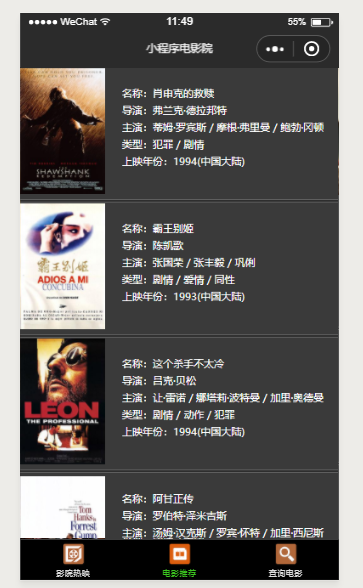 WeChat 11:49 55%
小程序电影院
THE
SHAWSHANK
REDEMPTION
名称：肖申克的救赎
导演：弗兰克·德拉邦特
主演：蒂姆·罗宾斯 / 摩根·弗里曼 / 鲍勃·冈顿
类型：犯罪 / 剧情
上映年份：1994(中国大陆)
霸王别姬
ADIOS A MI
CONCUBINA
名称：霸王别姬
导演：陈凯歌
主演：张国荣 / 张丰毅 / 巩俐
类型：剧情 / 爱情 / 同性
上映年份：1993(中国大陆)
LEON
THE PROFESSIONAL
名称：这个杀手不太冷
导演：吕克·贝松
主演：让·雷诺 / 娜塔莉·波特曼 / 加里·奥德曼
类型：剧情 / 动作 / 犯罪
上映年份：1994(中国大陆)
Tom
Hanks is
Forrest
Gump
名称：阿甘正传
导演：罗伯特·泽米吉斯
主演：汤姆·汉克斯 / 罗宾·怀特 / 加里·西尼斯
影院热映
电影推荐
查询电影